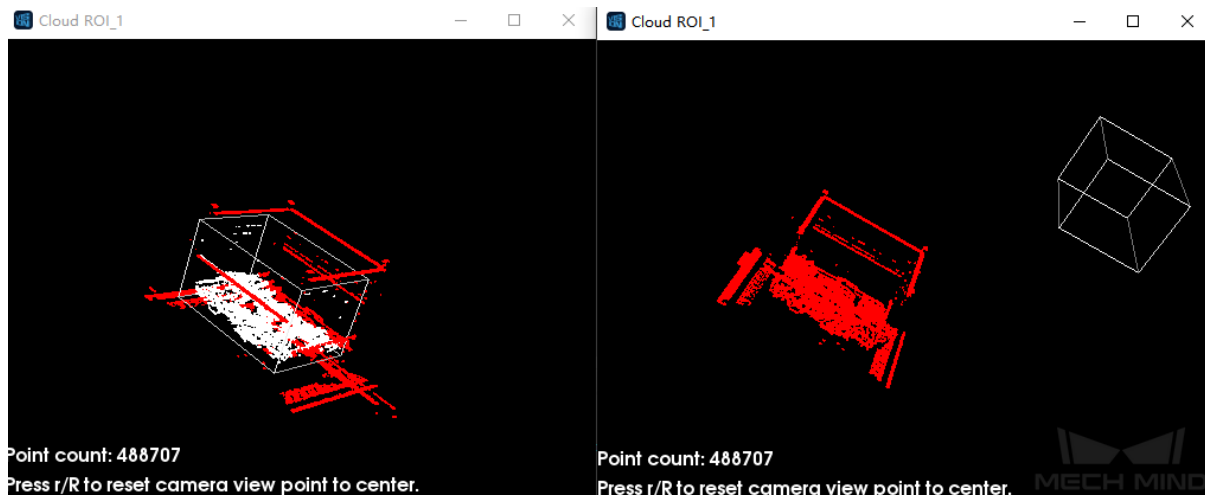 Cloud ROI_1
Point count: 488707
Press r/R to reset camera view point to center.
Cloud ROI_1
Point count: 488707
Press r/R to reset camera view point to center.
MECH MIND